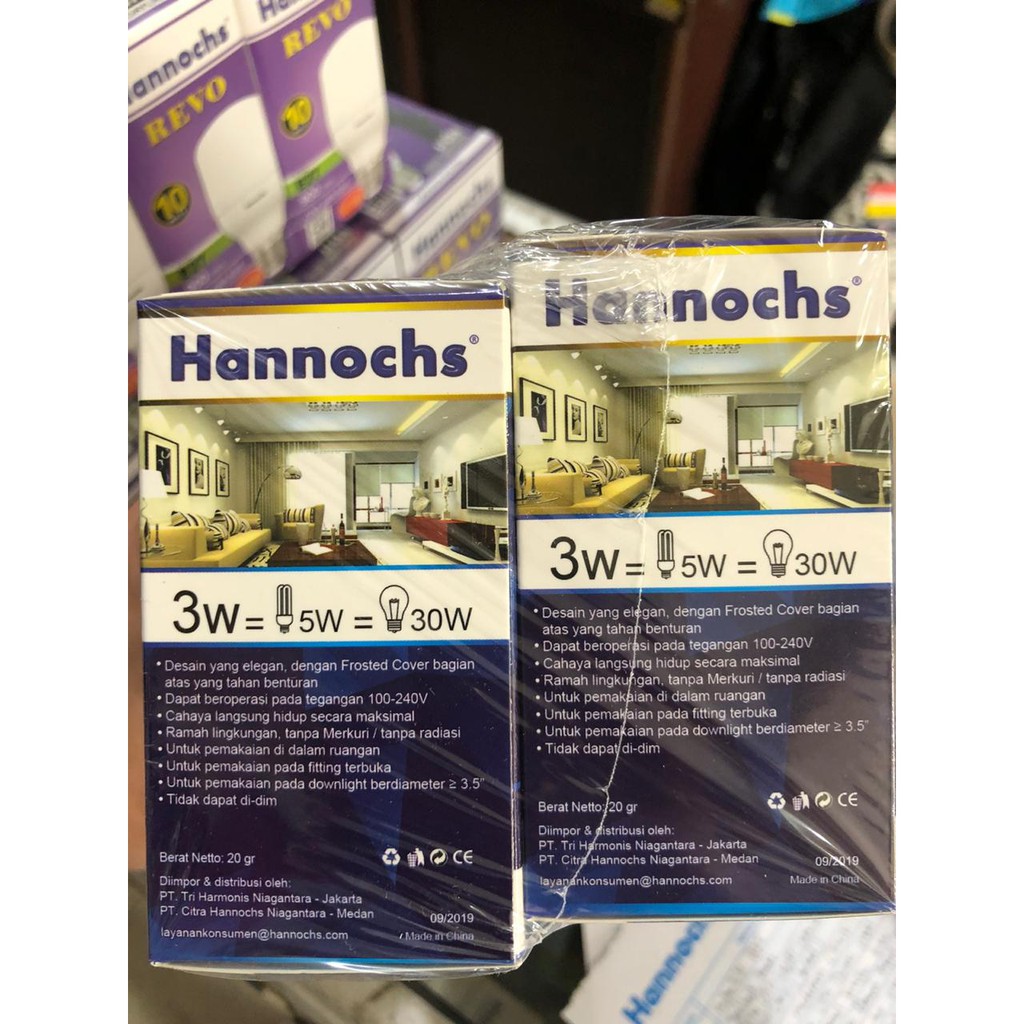 Hannochs
REVO
10
Hannochs
REVO
10
Hannochs
Hannochs®
3W = 5W = 30W
• Desain yang elegan, dengan Frosted Cover bagian
atas yang tahan benturan
• Dapat beroperasi pada tegangan 100-240V
• Cahaya langsung hidup secara maksimal
• Ramah lingkungan, tanpa Merkuri / tanpa radiasi
• Untuk pemakaian di dalam ruangan
• Untuk pemakaian pada fitting terbuka
• Untuk pemakaian pada downlight berdiameter ≥ 3.5"
• Tidak dapat di-dim
Berat Netto: 20 gr
CE
Diimpor & distribusi oleh:
PT. Tri Harmonis Niagantara - Jakarta
PT. Citra Hannochs Niagantara - Medan
09/2019
layanankonsumen@hannochs.com
Made in China
Hannochs®
3W = 5W = 30W
• Desain yang elegan, dengan Frosted Cover bagian
atas yang tahan benturan
• Dapat beroperasi pada tegangan 100-240V
• Cahaya langsung hidup secara maksimal
• Ramah lingkungan, tanpa Merkuri / tanpa radiasi
• Untuk pemakaian di dalam ruangan
• Untuk pemakaian pada fitting terbuka
• Untuk pemakaian pada downlight berdiameter ≥ 3.5"
• Tidak dapat di-dim
Berat Netto: 20 gr
CE
Diimpor & distribusi oleh:
PT. Tri Harmonis Niagantara - Jakarta
PT. Citra Hannochs Niagantara - Medan
09/2019
layanankonsumen@hannochs.com
Made in China